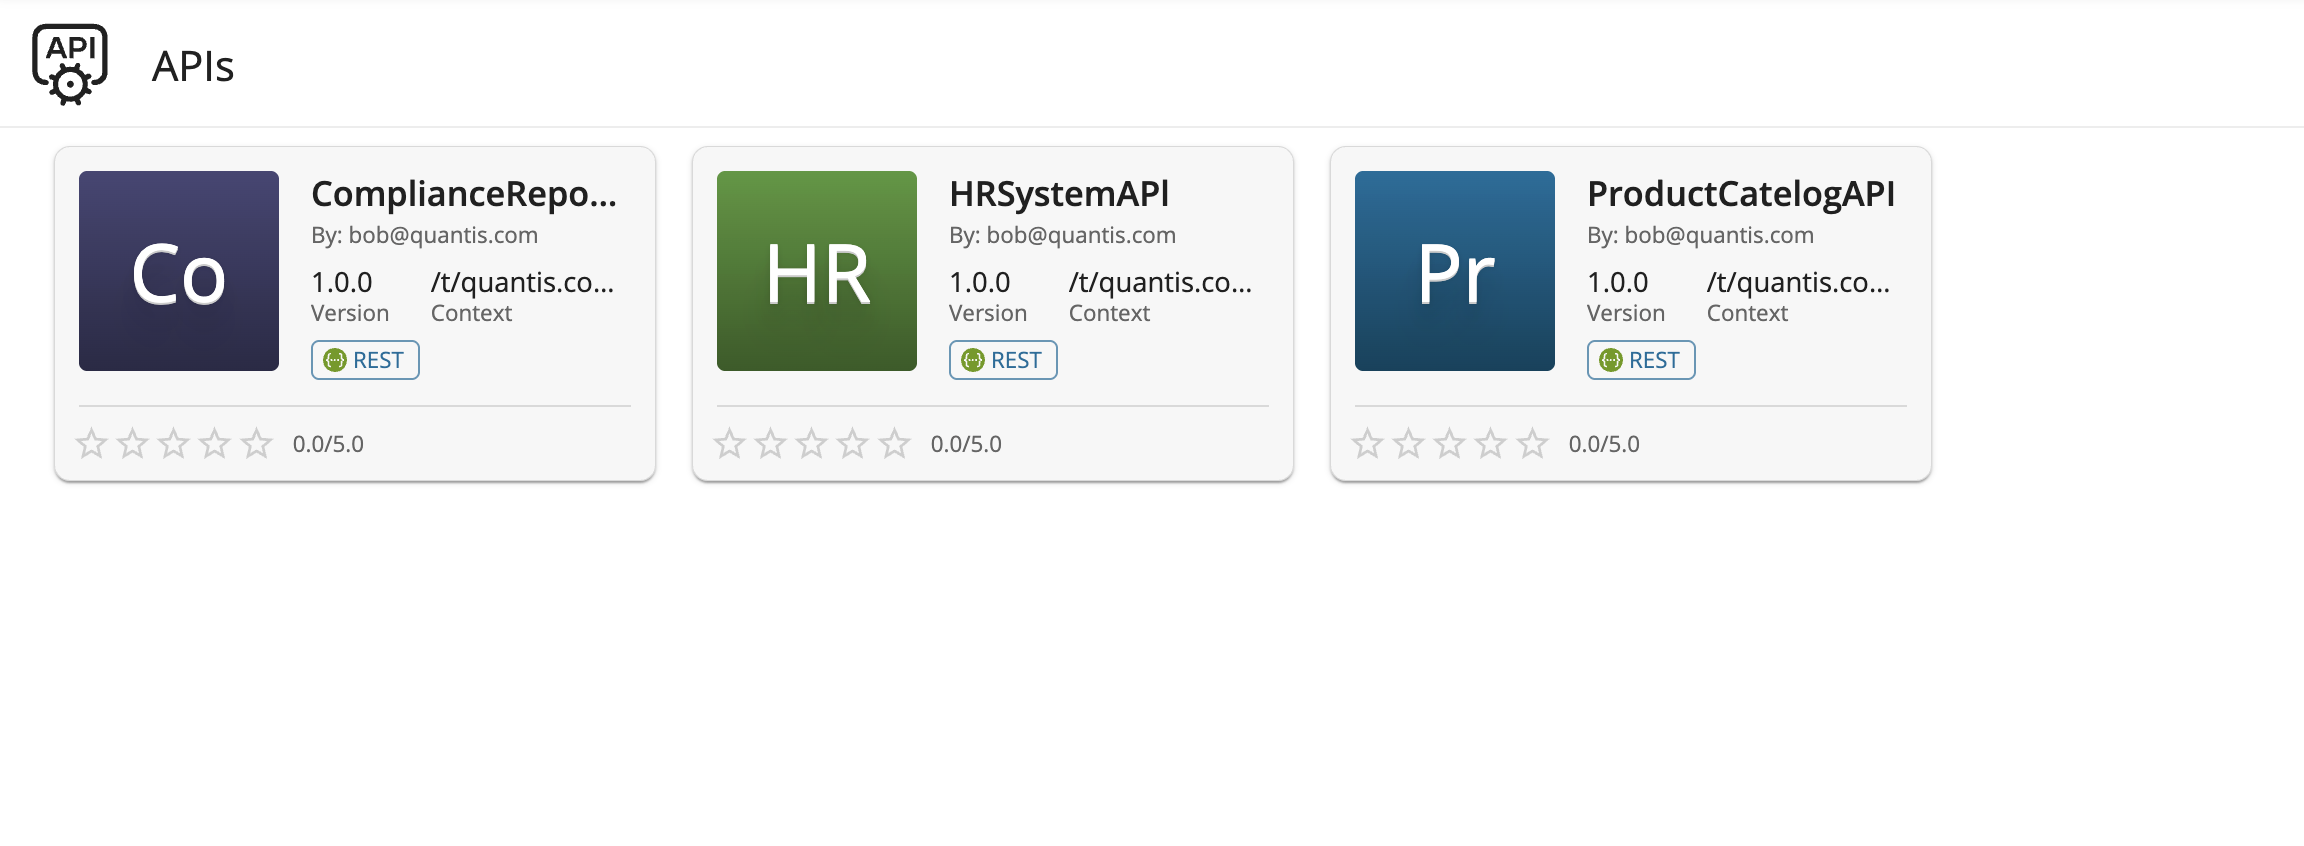 API
APIs
Co
ComplianceRepo...
By: bob@quantis.com
1.0.0 /t/quantis.co...
Version Context
{···} REST
0.0/5.0
HR
HRSystemAPI
By: bob@quantis.com
1.0.0 /t/quantis.co...
Version Context
{···} REST
0.0/5.0
Pr
ProductCatelogAPI
By: bob@quantis.com
1.0.0 /t/quantis.co...
Version Context
{···} REST
0.0/5.0